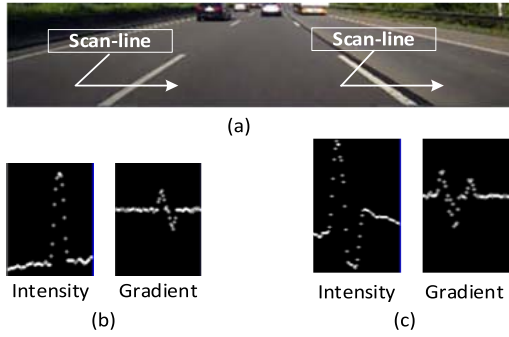 Scan-line
Scan-line
(a)
Intensity
Gradient
Intensity
Gradient
(b)
(c)